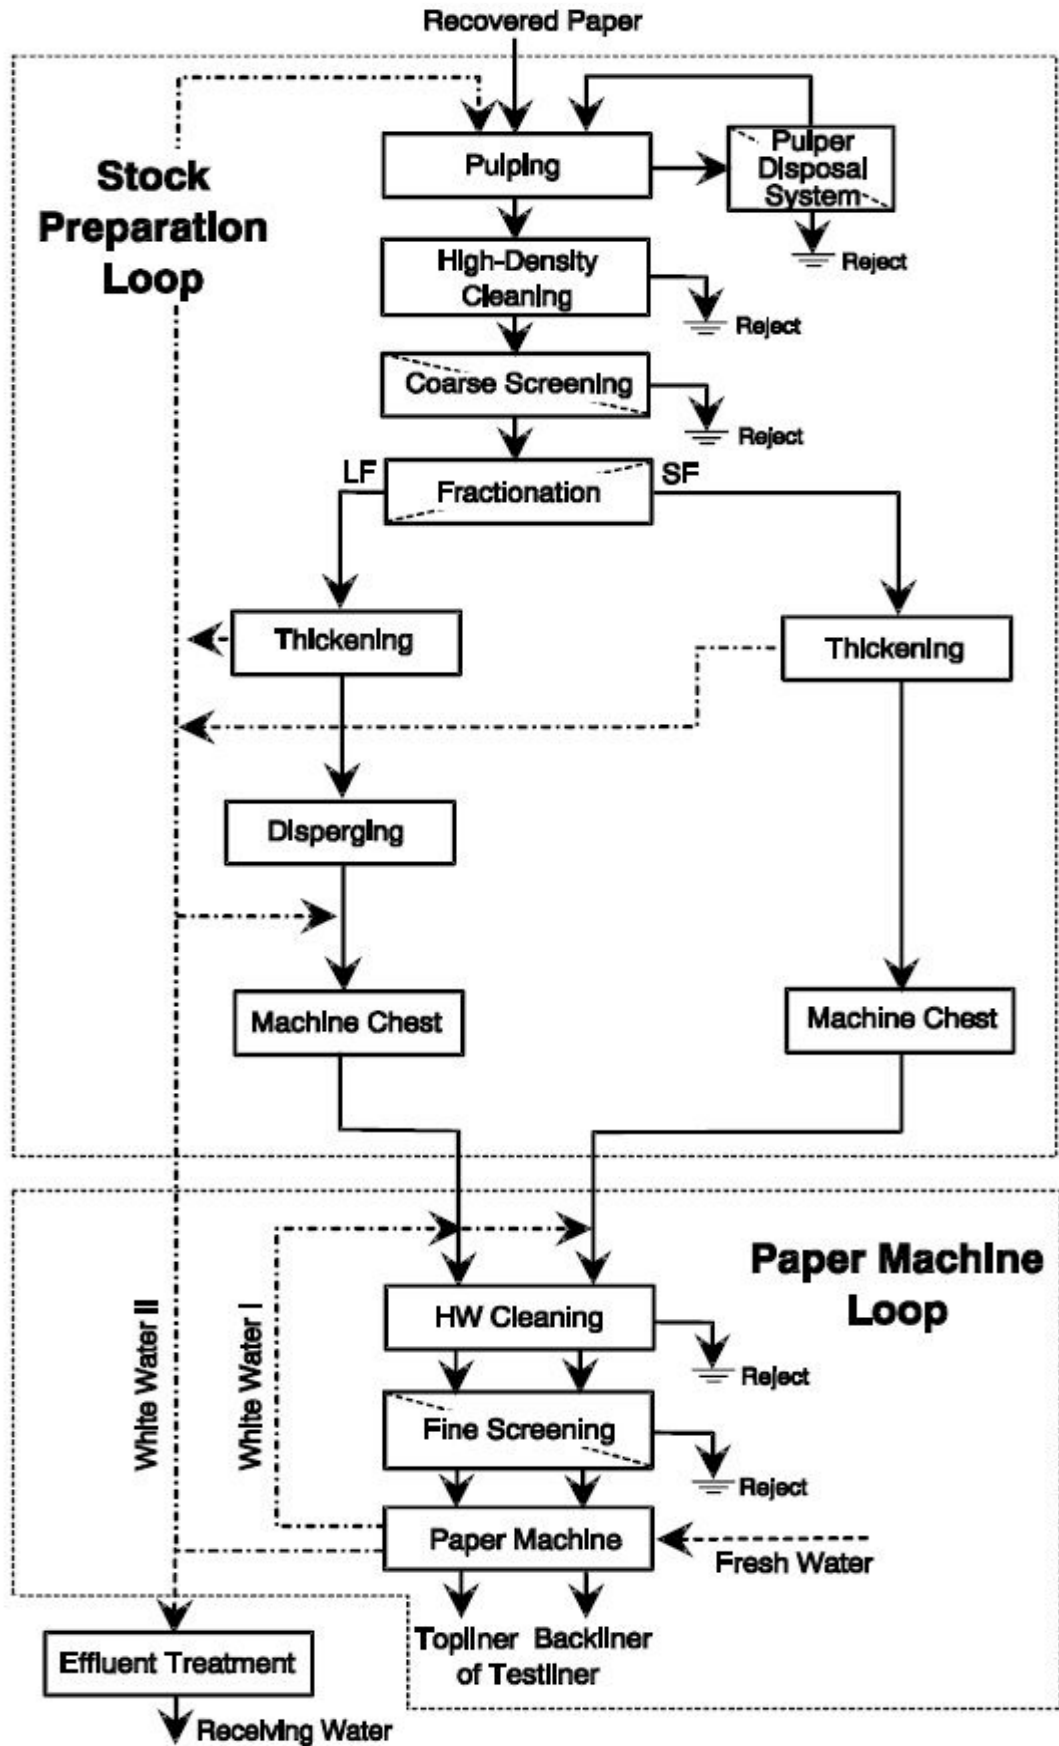 Recovered Paper
Stock
Preparation
Loop
Pulping
Pulper
Disposal
System
Reject
High-Density
Cleaning
Reject
Coarse Screening
Reject
LF
Fractionation
SF
Thickening
Thickening
Disperging
Machine Chest
Machine Chest
Paper Machine
Loop
White Water II
White Water I
HW Cleaning
Reject
Fine Screening
Reject
Paper Machine
Fresh Water
Topliner Backliner
of Testliner
Effluent Treatment
Receiving Water